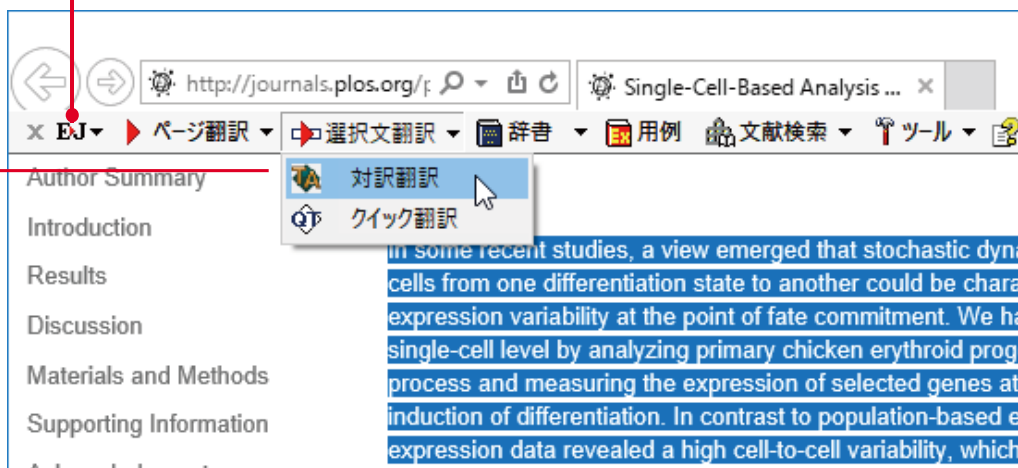 http://journals.plos.org/p
Single-Cell-Based Analysis ... ×
× EJ ページ翻訳 選択文翻訳 辞書 用例 文献検索 ツール
対訳翻訳
クイック翻訳
Author Summary
Introduction
Results
Discussion
Materials and Methods
Supporting Information
In some recent studies, a view emerged that stochastic dyna
cells from one differentiation state to another could be chara
expression variability at the point of fate commitment. We ha
single-cell level by analyzing primary chicken erythroid prog
process and measuring the expression of selected genes at
induction of differentiation. In contrast to population-based e
expression data revealed a high cell-to-cell variability, which